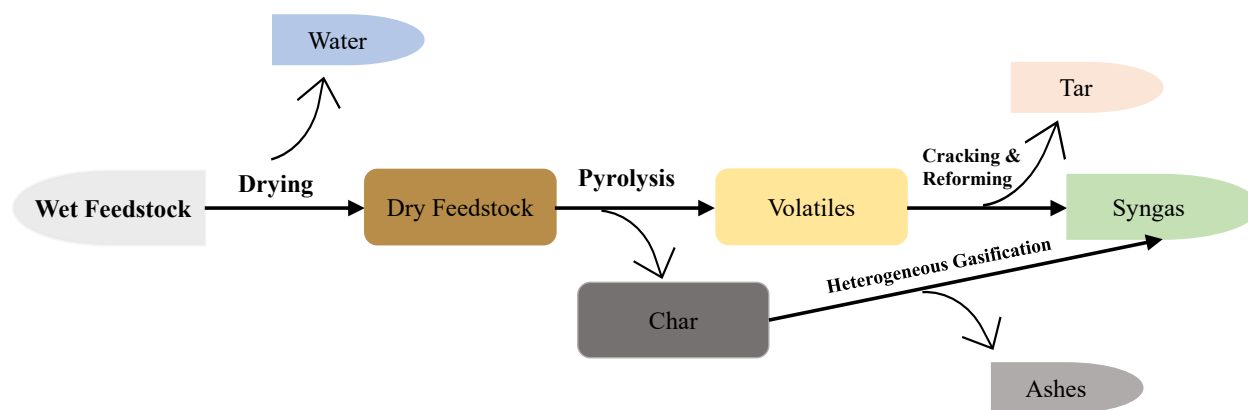 Water
Tar
Cracking &
Reforming
Drying
Pyrolysis
Wet Feedstock
Dry Feedstock
Volatiles
Syngas
Heterogeneous Gasification
Char
Ashes